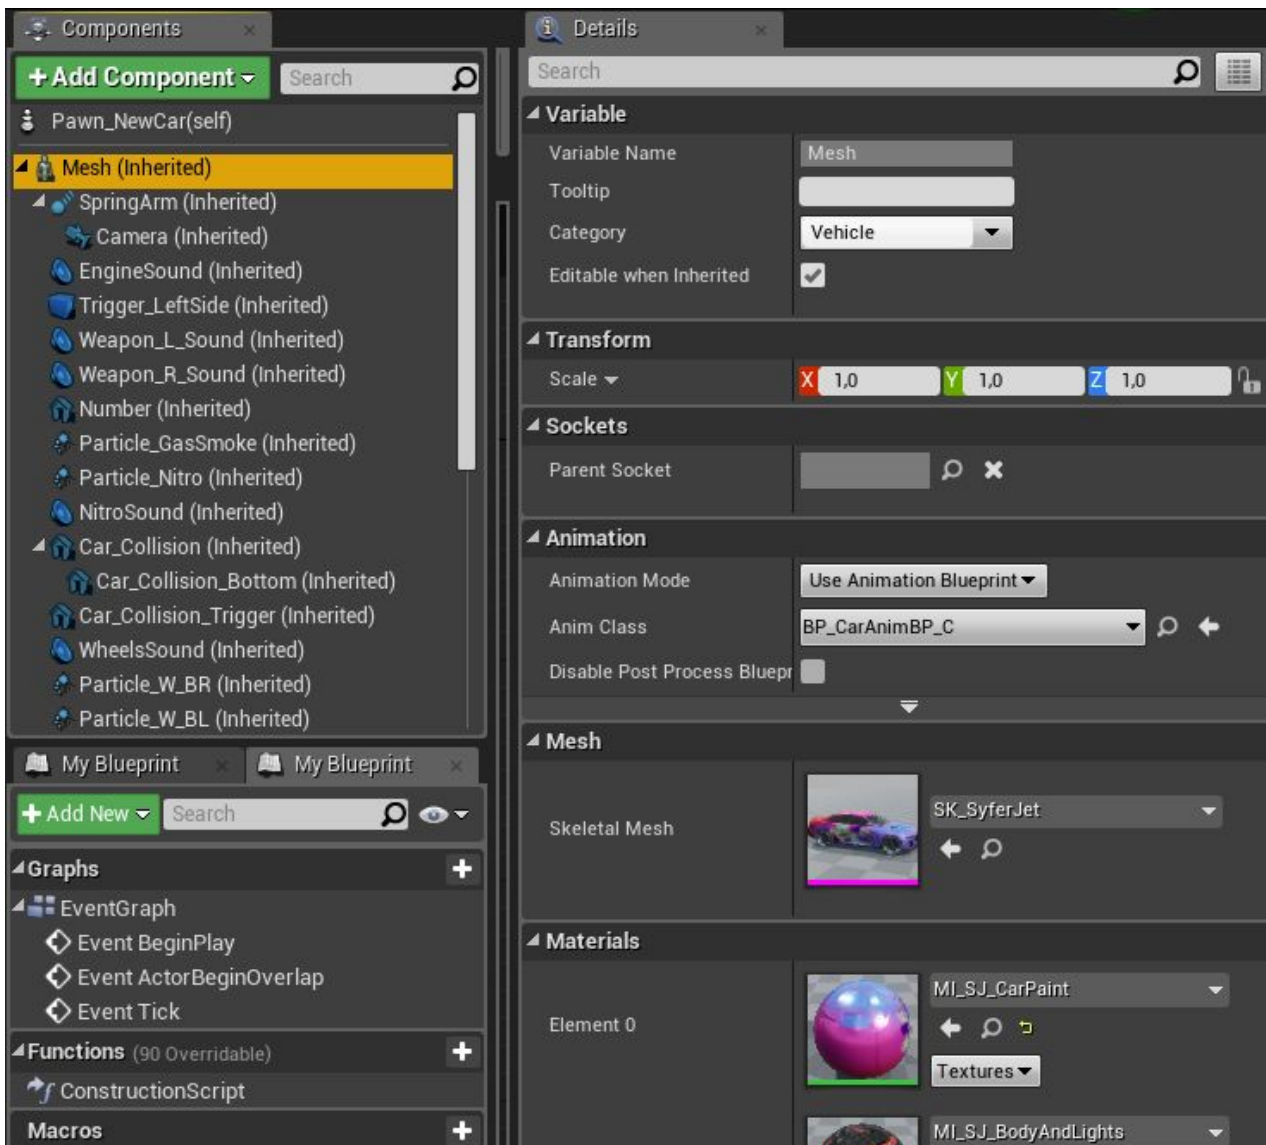 Components
+Add Component
Search
Pawn_NewCar(self)
Mesh (Inherited)
SpringArm (Inherited)
Camera (Inherited)
EngineSound (Inherited)
Trigger_LeftSide (Inherited)
Weapon_L_Sound (Inherited)
Weapon_R_Sound (Inherited)
Number (Inherited)
Particle_GasSmoke (Inherited)
Particle_Nitro (Inherited)
NitroSound (Inherited)
Car_Collision (Inherited)
Car_Collision_Bottom (Inherited)
Car_Collision_Trigger (Inherited)
WheelsSound (Inherited)
Particle_W_BR (Inherited)
Particle_W_BL (Inherited)
My Blueprint
My Blueprint
+Add New
Search
Graphs
EventGraph
Event BeginPlay
Event ActorBeginOverlap
Event Tick
Functions (90 Overridable)
ConstructionScript
Macros
Details
Search
Variable
Variable Name Mesh
Tooltip
Category Vehicle
Editable when Inherited
Transform
Scale X 1,0 Y 1,0 Z 1,0
Sockets
Parent Socket
Animation
Animation Mode Use Animation Blueprint
Anim Class BP_CarAnimBP_C
Disable Post Process Bluepr
Mesh
Skeletal Mesh SK_SyferJet
Materials
Element 0 MI_SJ_CarPaint
Textures
MI_SJ_BodyAndLights